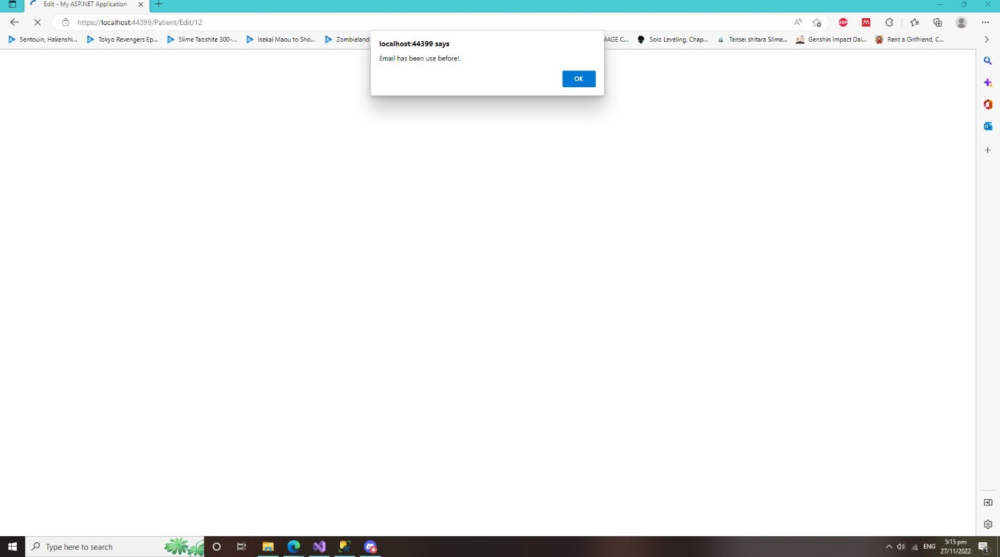 Edit - My ASP.NET Application
https://localhost:44399/Patient/Edit/12
ABP
Sentouin, Hakenshi...
Tokyo Revengers Ep...
Slime Taoshite 300-...
Isekai Maou to Sho...
Zombieland
MAGE C...
Solo Leveling, Chap...
Tensei shitara Slime...
Genshin Impact Dai...
Rent a Girlfriend, C...
localhost:44399 says
Email has been use before!.
OK
Type here to search
ENG
5:15 pm
27/11/2022
1